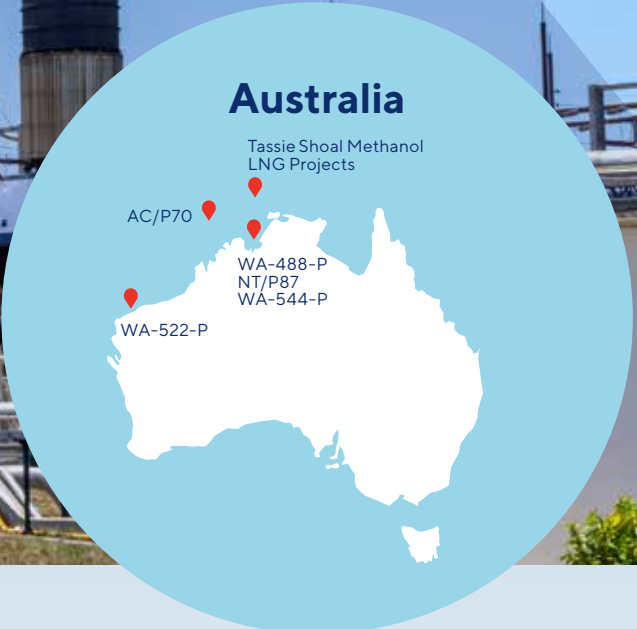 Australia
Tassie Shoal Methanol
LNG Projects
AC/P70
WA-488-P
NT/P87
WA-544-P
WA-522-P